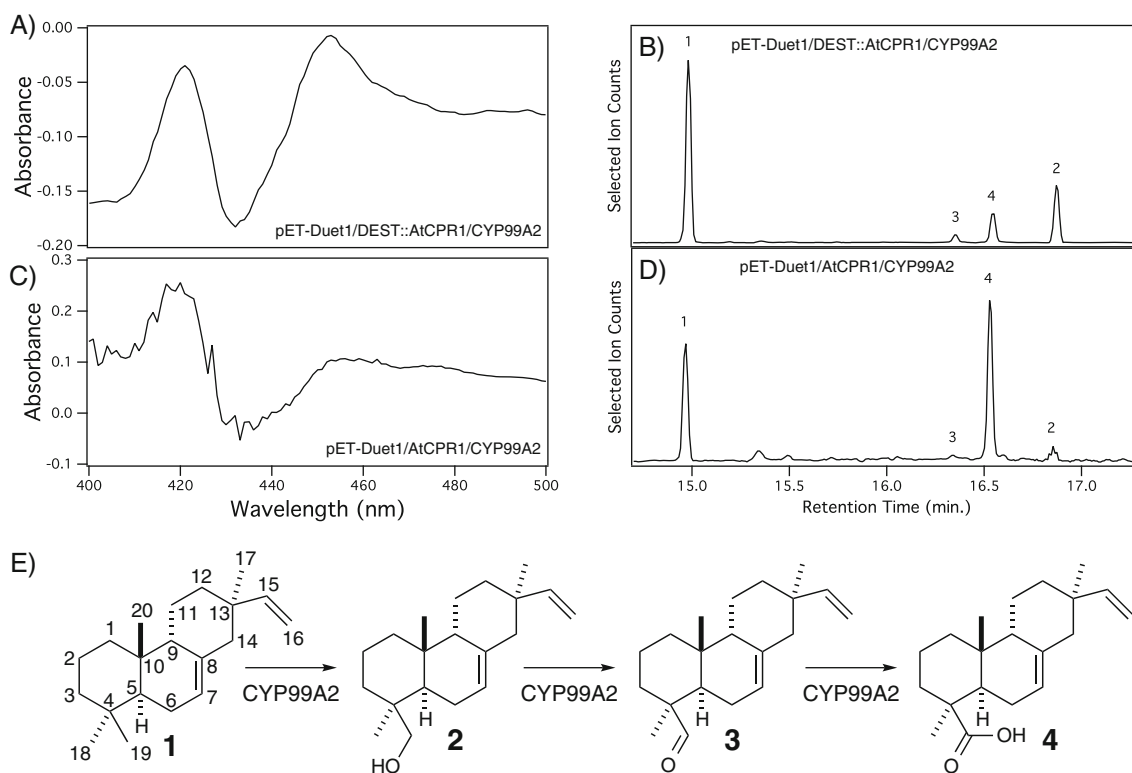 A)
Absorbance
0.00
-0.05
-0.10
-0.15
-0.20
pET-Duet1/DEST::AtCPR1/CYP99A2
B)
pET-Duet1/DEST::AtCPR1/CYP99A2
Selected Ion Counts
1
3
4
2
C)
Absorbance
0.3
0.2
0.1
0.0
-0.1
pET-Duet1/AtCPR1/CYP99A2
400
420
440
460
480
500
Wavelength (nm)
D)
pET-Duet1/AtCPR1/CYP99A2
Selected Ion Counts
1
3
4
2
15.0
15.5
16.0
16.5
17.0
Retention Time (min.)
E)
17
12
15
20
11
13
16
1
14
2
10
9
8
3
5
4
6
7
H
18
19
1
CYP99A2
H
HO
2
CYP99A2
H
O
3
CYP99A2
H
OH
O
4